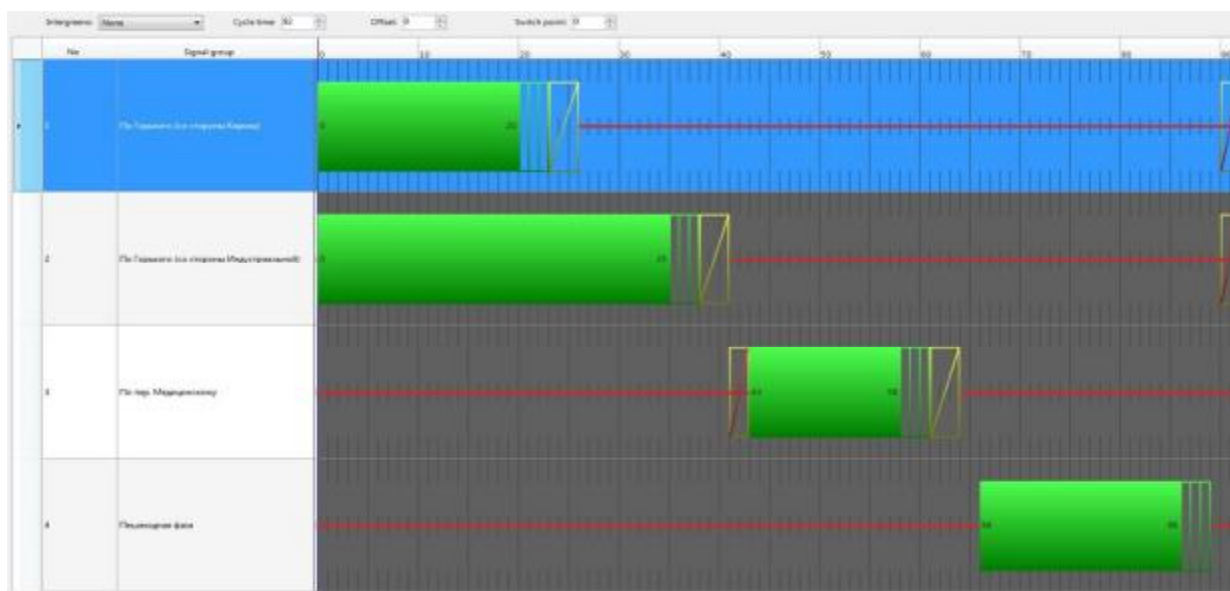 Intergreens: None Cycle time: 92 Offset: 0 Switch point: 0
No Signal group 0 10 20 30 40 50 60 70 80 90
1 По Горького (со стороны Кирова) 0 20
2 По Горького (со стороны Индустриальной) 0 35
3 По пер. Медицинскому 43 58
4 Пешеходная фаза 66 86